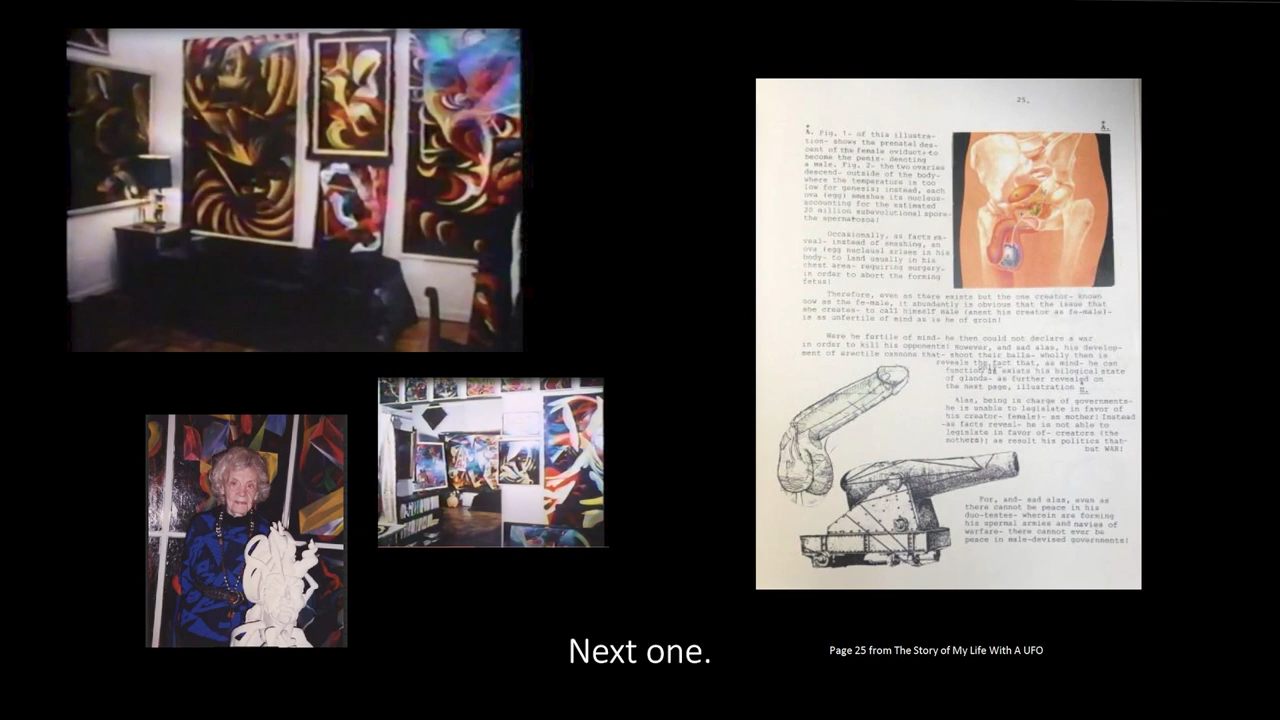 25.
A.
A.
A. Fig. 1- of this illustra-
tion- shows the prenatal des-
cent of the female oviducts-to
become the penis- denoting
a male. Fig. 2- the two ovaries
descend- outside of the body-
where the temperature is too
low for genesis; instead, each
ova (egg) smashes its nucleus-
accounting for the estimated
20 million subevolutional spore-
the spermatozoa!
Occasionally, as facts re-
veal- instead of smashing, an
ova (egg nucleus) arises in his
body- to land usually in his
chest area- requiring surgery-
in order to abort the forming
fetus!
Therefore, even as there exists but the one creator- known
now as the fe-male, it abundantly is obvious that the issue that
she creates- to call himself male (anent his creator as fe-male)-
is as unfertile of mind as is he of groin!
Were he fertile of mind- he then could not declare a war
in order to kill his opponents! However, and sad alas, his develop-
ment of erectile cannons that- shoot their balls- wholly then is
reveals the fact that, as mind- he can
function exists his bilogical state
of glands- as further revealed on
the next page, illustration
Alas, being in charge of governments-
he is unable to legislate in favor of
his creator- female)- as mother! Instead
-as facts reveal- he is not able to
legislate in favor of- creators (the
mothers); as result his politics that-
but WAR!
For, and- sad alas, even as
there cannot be peace in his
duo-testes- wherein are forming
his spermal armies and navies of
warfare- there cannot ever be
peace in male-devised governments!
Next one.
Page 25 from The Story of My Life With A UFO